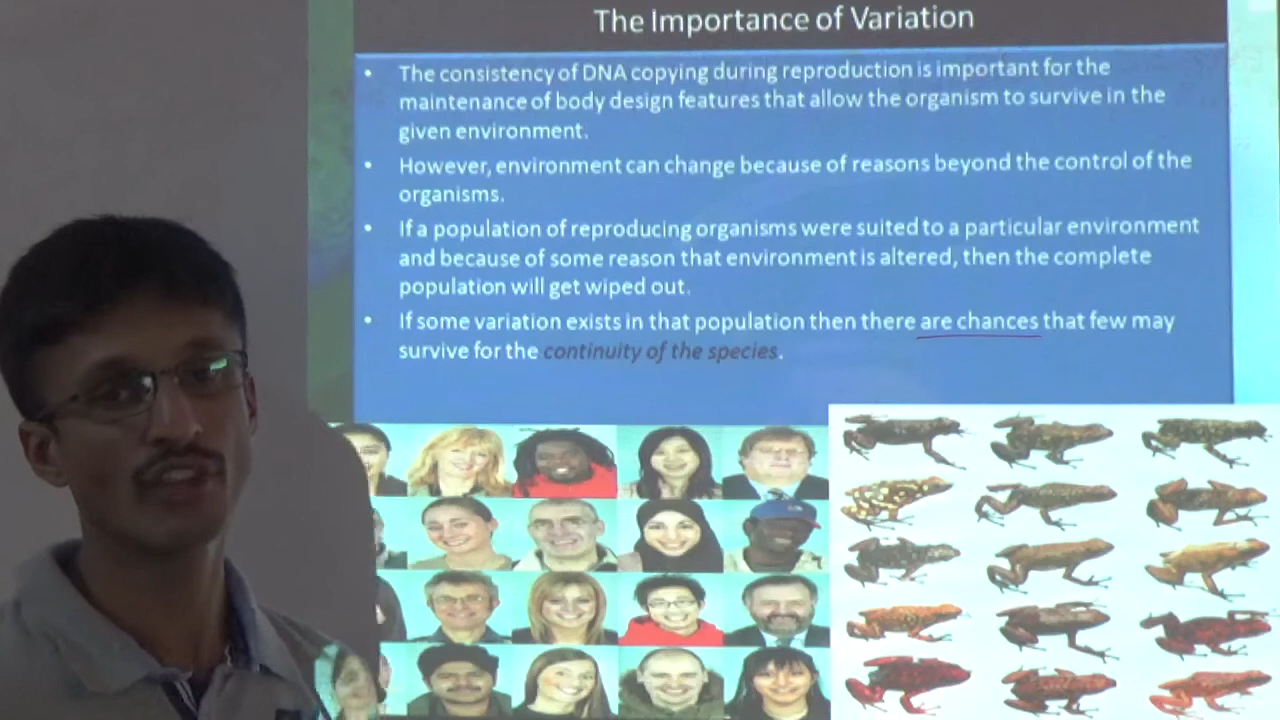 The Importance of Variation
• The consistency of DNA copying during reproduction is important for the
maintenance of body design features that allow the organism to survive in the
given environment.
• However, environment can change because of reasons beyond the control of the
organisms.
• If a population of reproducing organisms were suited to a particular environment
and because of some reason that environment is altered, then the complete
population will get wiped out.
• If some variation exists in that population then there are chances that few may
survive for the continuity of the species.